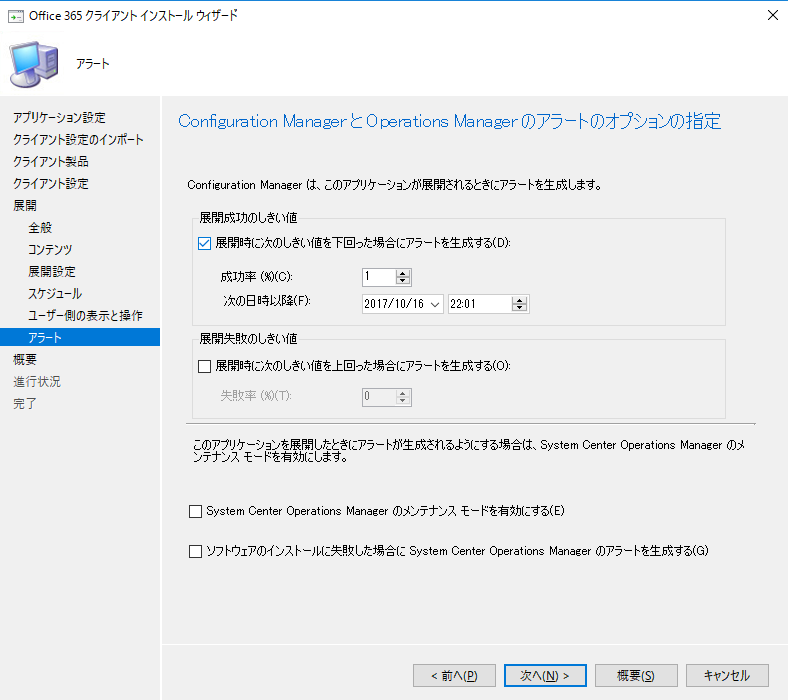 Office 365 クライアント インストール ウィザード
アラート
アプリケーション設定
クライアント設定のインポート
クライアント製品
クライアント設定
展開
全般
コンテンツ
展開設定
スケジュール
ユーザー側の表示と操作
アラート
概要
進行状況
完了
Configuration Manager と Operations Manager のアラートのオプションの指定
Configuration Manager は、このアプリケーションが展開されるときにアラートを生成します。
展開成功のしきい値
展開時に次のしきい値を下回った場合にアラートを生成する(D):
成功率 (%)(C):
1
次の日時以降(F):
2017/10/16
22:01
展開失敗のしきい値
展開時に次のしきい値を上回った場合にアラートを生成する(O):
失敗率 (%)(T):
0
このアプリケーションを展開したときにアラートが生成されるようにする場合は、System Center Operations Manager のメ
ンテナンス モードを有効にします。
System Center Operations Manager のメンテナンス モードを有効にする(E)
ソフトウェアのインストールに失敗した場合に System Center Operations Manager のアラートを生成する(G)
< 前へ(P)
次へ(N) >
概要(S)
キャンセル